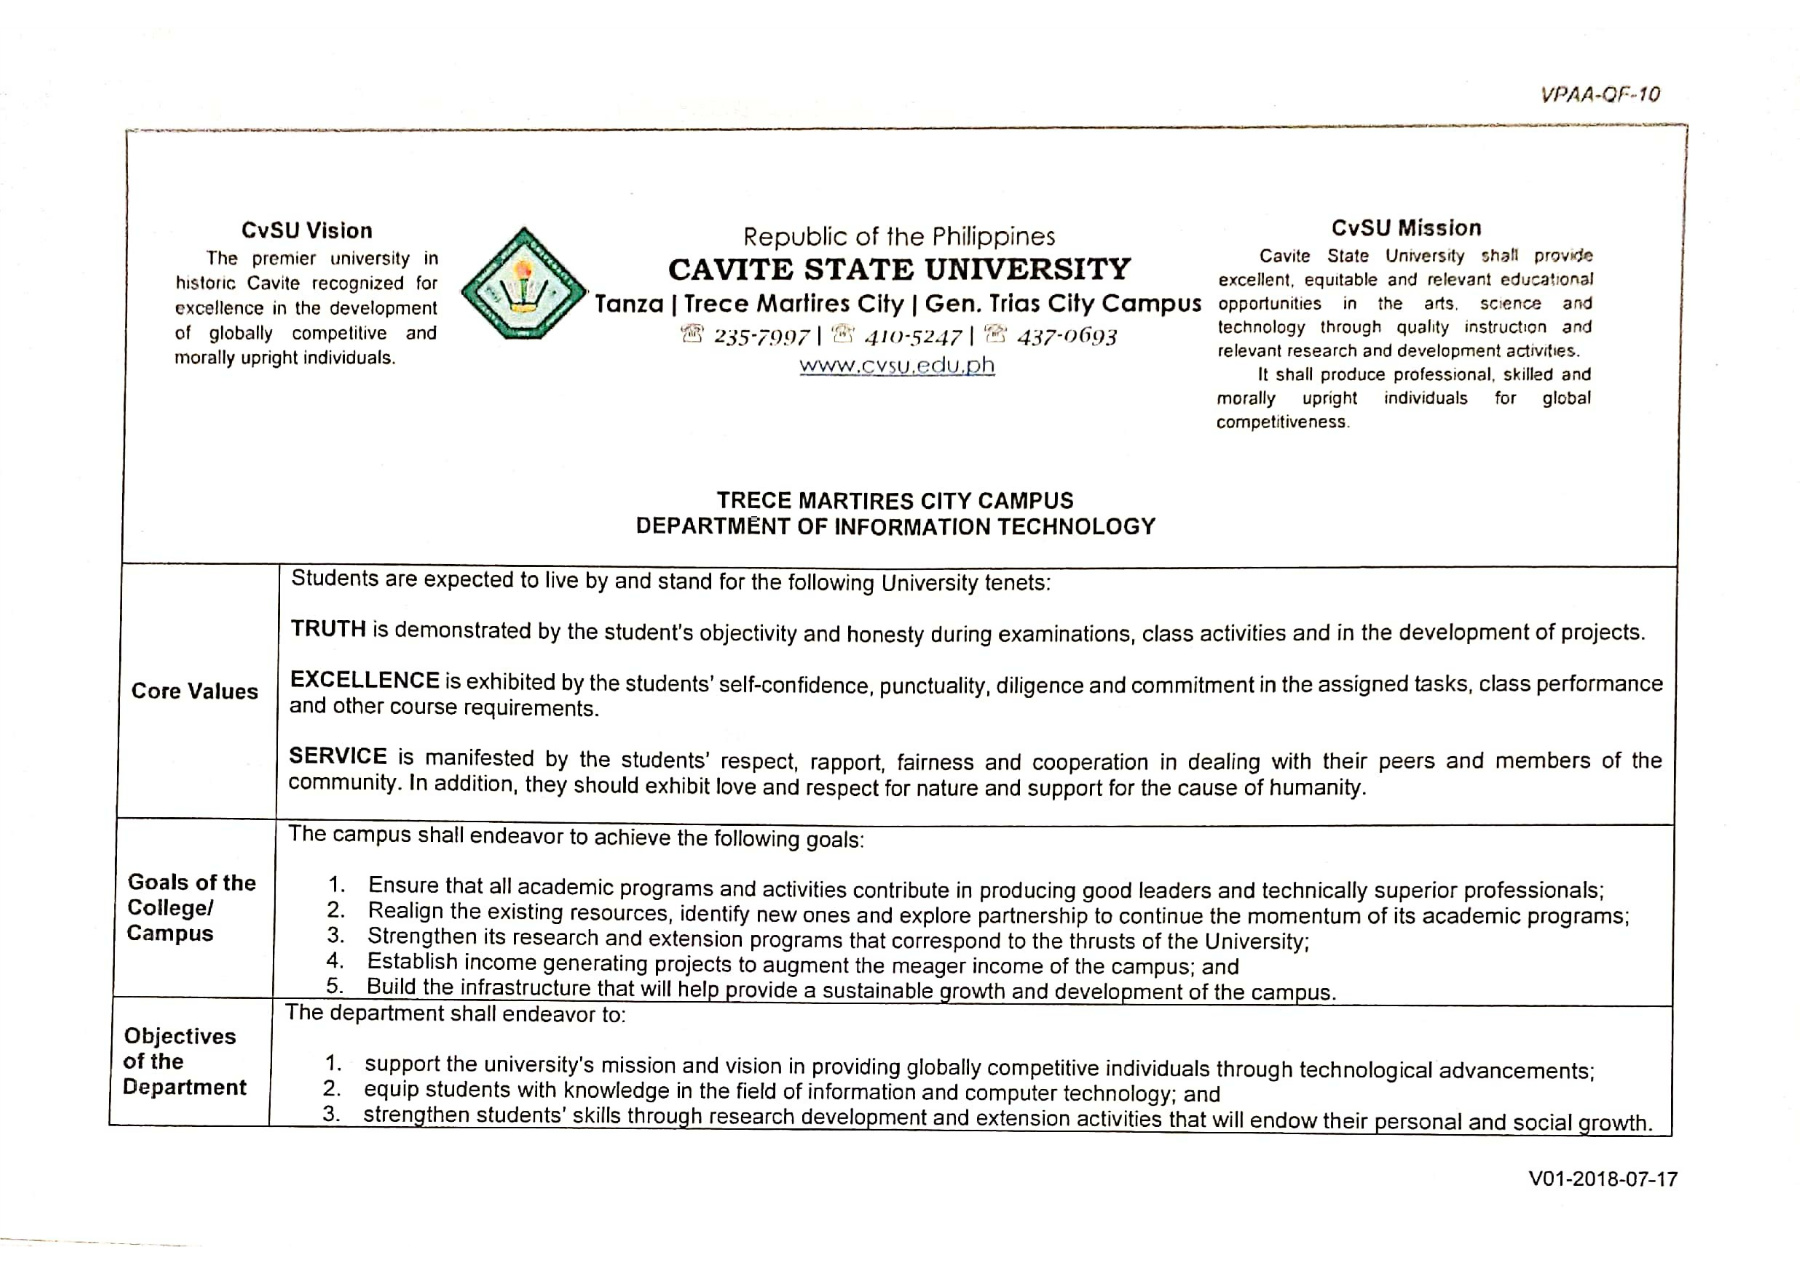 VPAA-QF-10
CvSU Vision
The premier university in
historic Cavite recognized for
excellence in the development
of globally competitive and
morally upright individuals.
Republic of the Philippines
CAVITE STATE UNIVERSITY
Tanza | Trece Martires City | Gen. Trias City Campus
☏ 235-7997 | ☏ 410-5247 | ☏ 437-0693
www.cvsu.edu.ph
CvSU Mission
Cavite State University shall provide
excellent, equitable and relevant educational
opportunities in the arts, science and
technology through quality instruction and
relevant research and development activities.
It shall produce professional, skilled and
morally upright individuals for global
competitiveness.
TRECE MARTIRES CITY CAMPUS
DEPARTMENT OF INFORMATION TECHNOLOGY
Core Values
Students are expected to live by and stand for the following University tenets:
TRUTH is demonstrated by the student's objectivity and honesty during examinations, class activities and in the development of projects.
EXCELLENCE is exhibited by the students' self-confidence, punctuality, diligence and commitment in the assigned tasks, class performance
and other course requirements.
SERVICE is manifested by the students' respect, rapport, fairness and cooperation in dealing with their peers and members of the
community. In addition, they should exhibit love and respect for nature and support for the cause of humanity.
Goals of the
College/
Campus
The campus shall endeavor to achieve the following goals:
1. Ensure that all academic programs and activities contribute in producing good leaders and technically superior professionals;
2. Realign the existing resources, identify new ones and explore partnership to continue the momentum of its academic programs;
3. Strengthen its research and extension programs that correspond to the thrusts of the University;
4. Establish income generating projects to augment the meager income of the campus; and
5. Build the infrastructure that will help provide a sustainable growth and development of the campus.
Objectives
of the
Department
The department shall endeavor to:
1. support the university's mission and vision in providing globally competitive individuals through technological advancements;
2. equip students with knowledge in the field of information and computer technology; and
3. strengthen students' skills through research development and extension activities that will endow their personal and social growth.
V01-2018-07-17